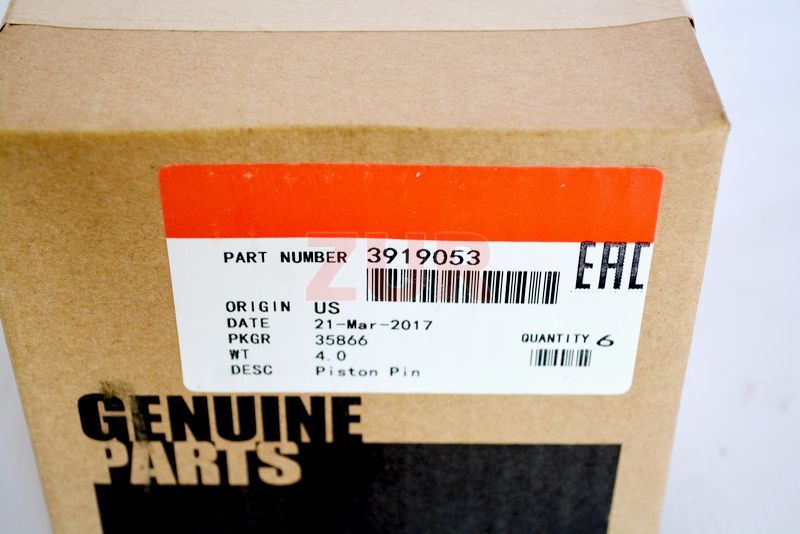 PART NUMBER 3919053
EAC
ZUR
ORIGIN US
DATE 21-Mar-2017
PKGR 35866
QUANTITY 6
WT 4.0
DESC Piston Pin
GENUINE
PARTS